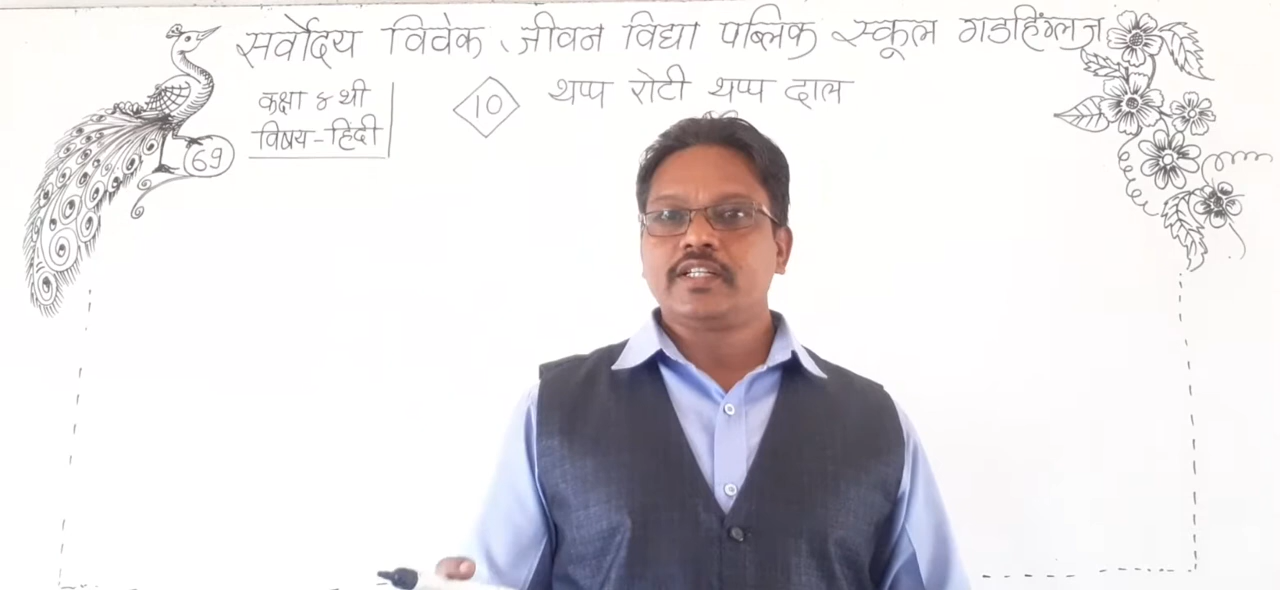 सर्वोदय विवेक, जीवन विद्या पब्लिक स्कूल गडहिंग्लज
कक्षा ४ थी
विषय-हिंदी
10 थप्प रोटी थप्प दाल
69